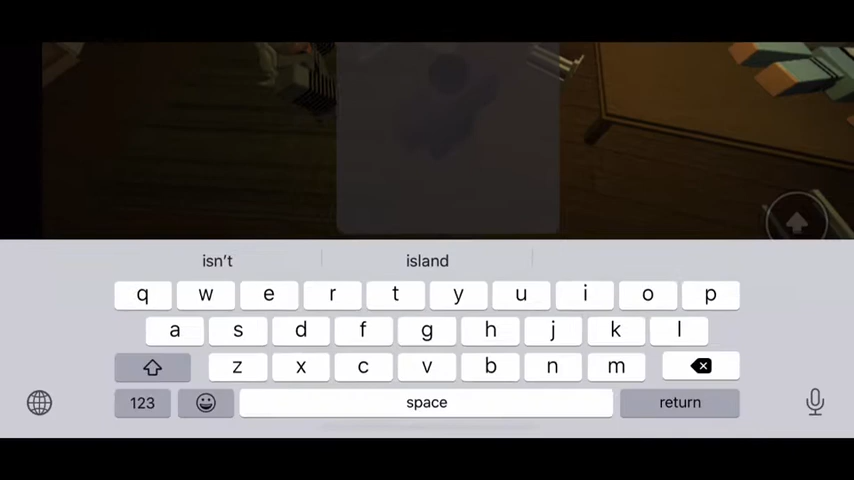 isn't island
q w e r t y u i o p
a s d f g h j k l
z x c v b n m
123 space return